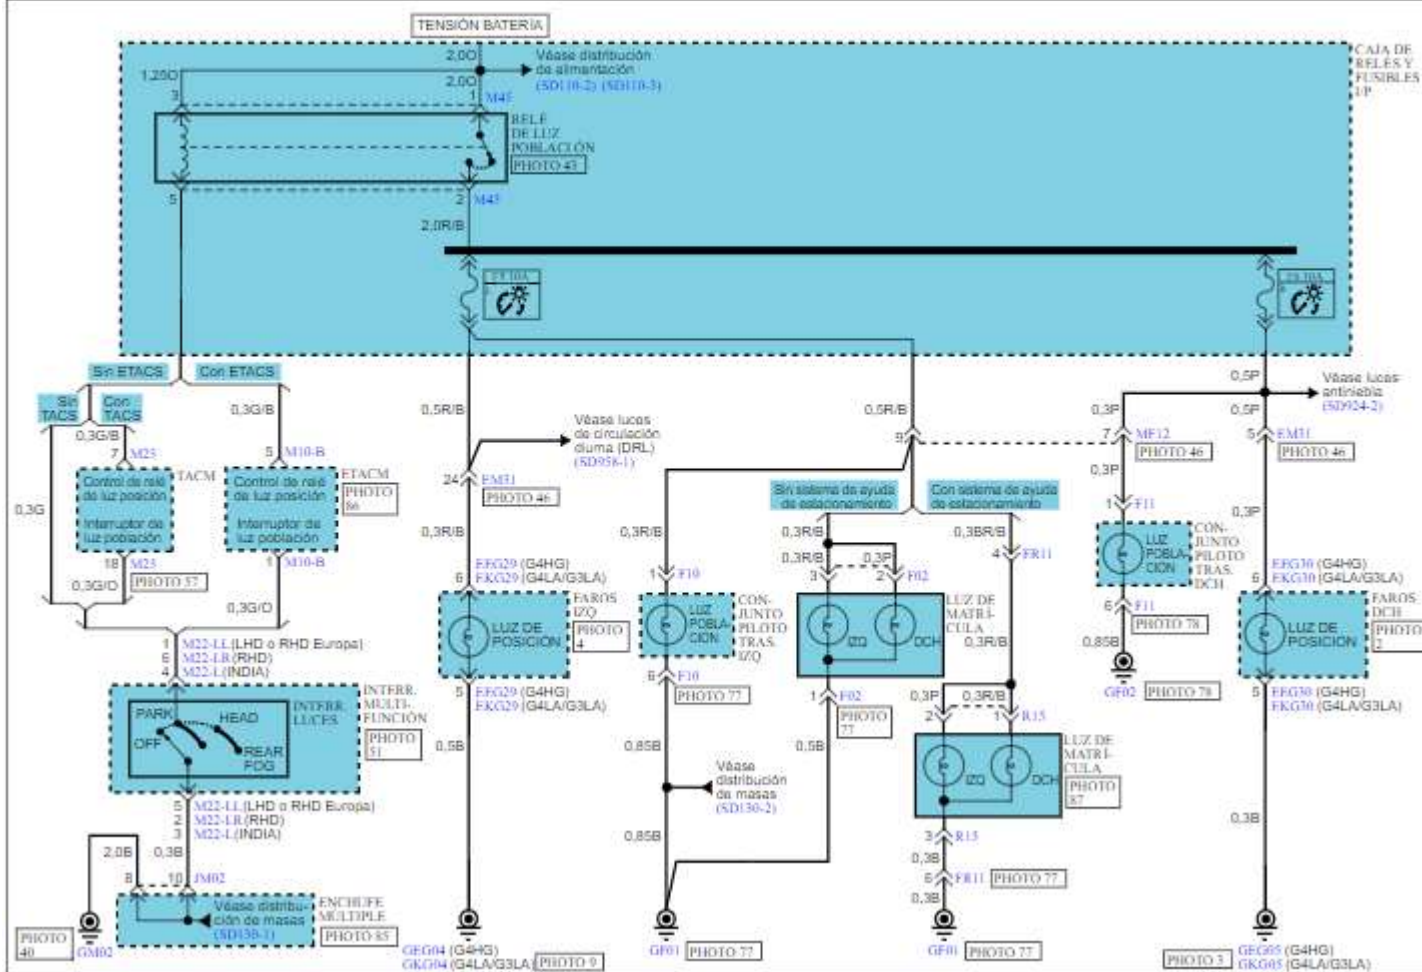 TENSIÓN BATERÍA
CAJA DE
RELÉS Y
FUSIBLES
I/P
2,0O
1,25O
2,0O
Véase distribución
de alimentación
(SD110-2) (SD110-3)
3
1
M45
RELÉ
DE LUZ
POBLACIÓN
PHOTO 43
5
2
M45
2,0R/B
10A
10A
Sin ETACS
Con ETACS
Sin
TACS
Con
TACS
0,3G/B
0,3G/B
7
M25
5
M10-B
Control de relé
de luz posición
Interruptor de
luz población
TACM
Control de relé
de luz posición
Interruptor de
luz población
ETACM
PHOTO
86
0,3G
18
M25
PHOTO 57
1
M10-B
0,3G/O
0,3G/O
1
M22-LL (LHD o RHD Europa)
6
M22-LR (RHD)
4
M22-L (INDIA)
PARK
HEAD
OFF
REAR
FOG
INTERR.
LUCES
INTERR.
MULTI-
FUNCIÓN
PHOTO
51
5
M22-LL (LHD o RHD Europa)
2
M22-LR (RHD)
3
M22-L (INDIA)
2,0B
0,3B
8
10
JM02
Véase distribu-
ción de masas
(SD130-1)
ENCHUFE
MÚLTIPLE
PHOTO 85
PHOTO
40
GM02
0,5R/B
Véase luces
de circulación
diurna (DRL)
(SD958-1)
24
EM31
PHOTO 46
0,3R/B
6
EEG29 (G4HG)
EKG29 (G4LA/G3LA)
LUZ DE
POSICIÓN
FAROS
IZQ
PHOTO
4
5
EEG29 (G4HG)
EKG29 (G4LA/G3LA)
0,5B
GEG04 (G4HG)
GKG04 (G4LA/G3LA)
PHOTO 9
0,5R/B
9
0,3R/B
1
F10
LUZ
POBLA-
CIÓN
CON-
JUNTO
PILOTO
TRAS.
IZQ
6
F10
PHOTO 77
0,85B
Véase
distribución
de masas
(SD130-2)
0,85B
GF01
PHOTO 77
Sin sistema de ayuda
de estacionamiento
Con sistema de ayuda
de estacionamiento
0,3R/B
0,3R/B
0,3P
3
2
F02
IZQ
DCH
LUZ DE
MATRÍ-
CULA
1
F02
PHOTO
77
0,5B
0,3BR/B
4
FR11
0,3R/B
0,3P
0,3R/B
2
1
R15
IZQ
DCH
LUZ DE
MATRÍ-
CULA
PHOTO
87
3
R15
0,3B
6
FR11
PHOTO 77
0,3B
GF01
PHOTO 77
0,3P
7
MF12
PHOTO 46
0,3P
1
F11
LUZ
POBLA-
CIÓN
CON-
JUNTO
PILOTO
TRAS.
DCH
6
F11
PHOTO 78
0,85B
GF02
PHOTO 78
0,5P
Véase luces
antiniebla
(SD924-2)
0,5P
5
EM31
PHOTO 46
0,3P
6
EEG30 (G4HG)
EKG30 (G4LA/G3LA)
LUZ DE
POSICIÓN
FAROS
DCH
PHOTO
2
5
EEG30 (G4HG)
EKG30 (G4LA/G3LA)
0,3B
PHOTO 3
GEG05 (G4HG)
GKG05 (G4LA/G3LA)